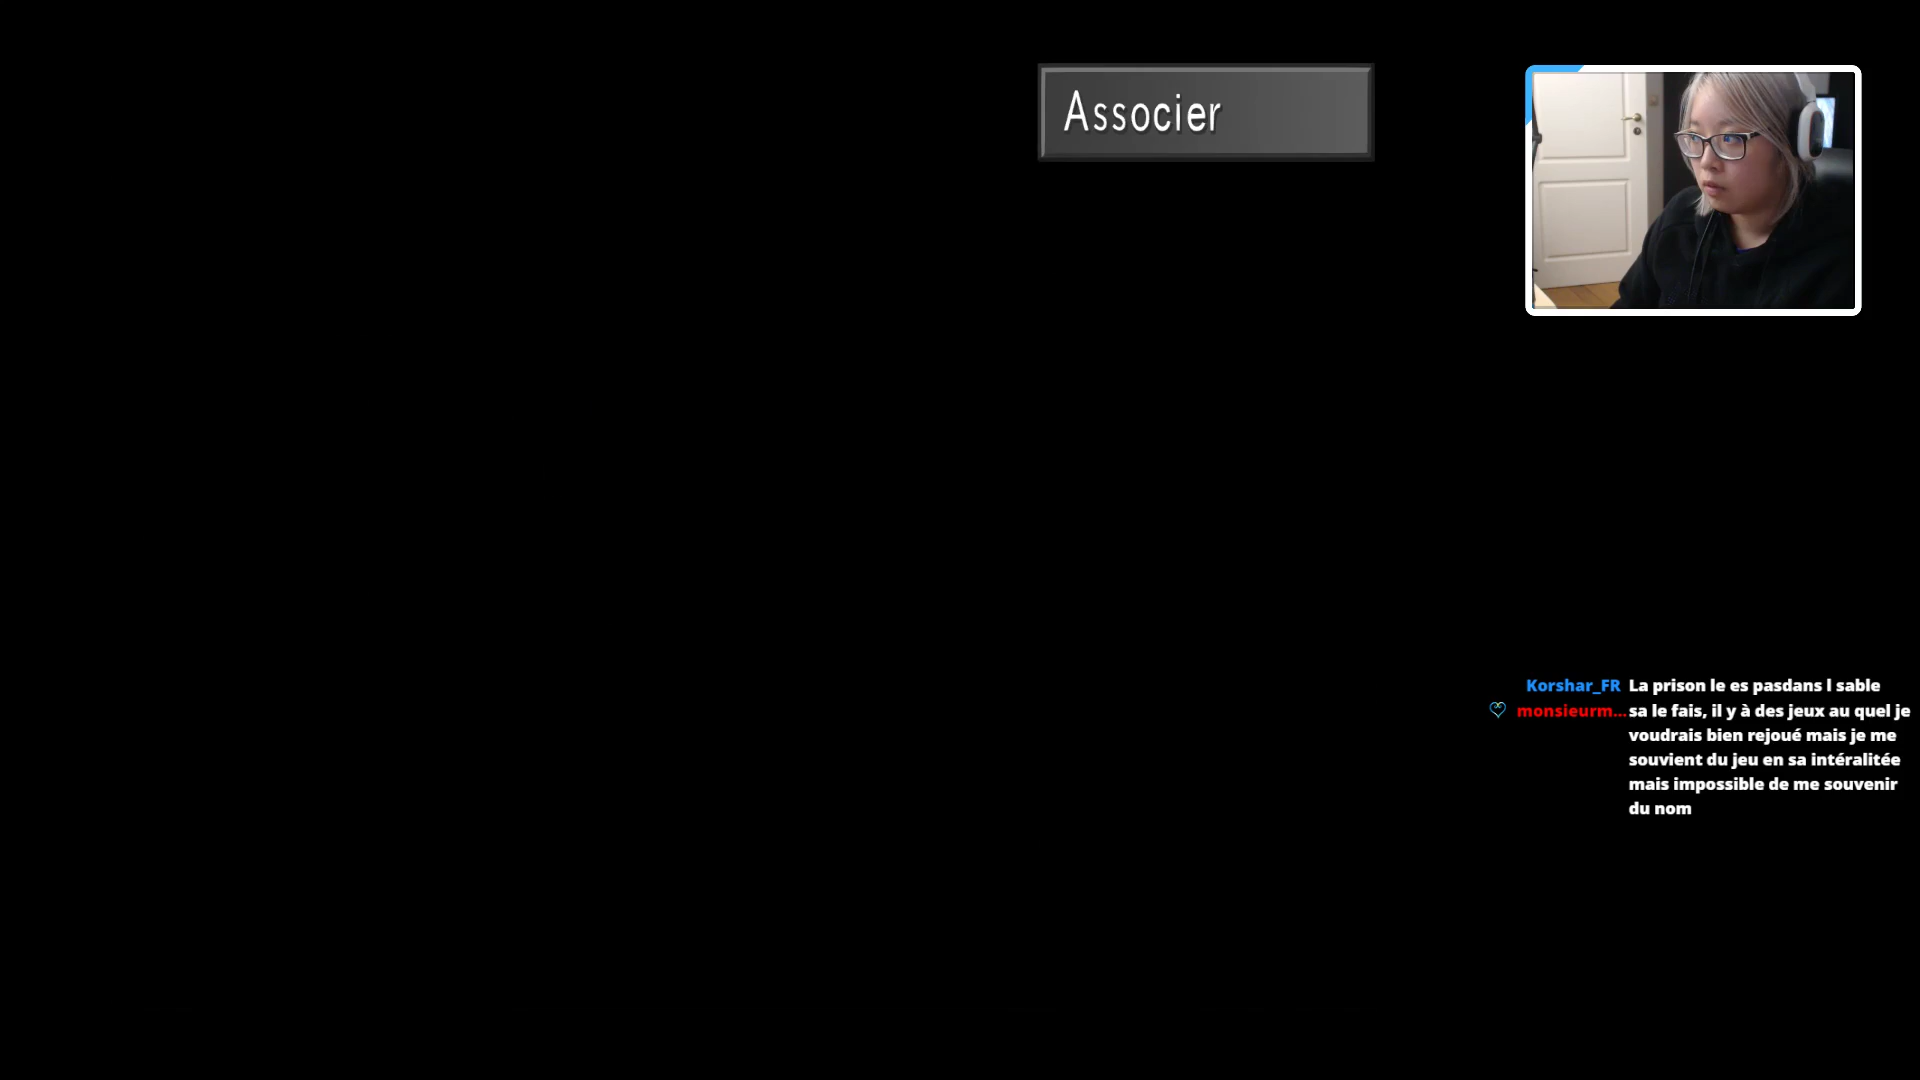 Associer
Korshar_FR La prison le es pasdans l sable
monsieurm... sa le fais, il y à des jeux au quel je
voudrais bien rejoué mais je me
souvient du jeu en sa intéralitée
mais impossible de me souvenir
du nom